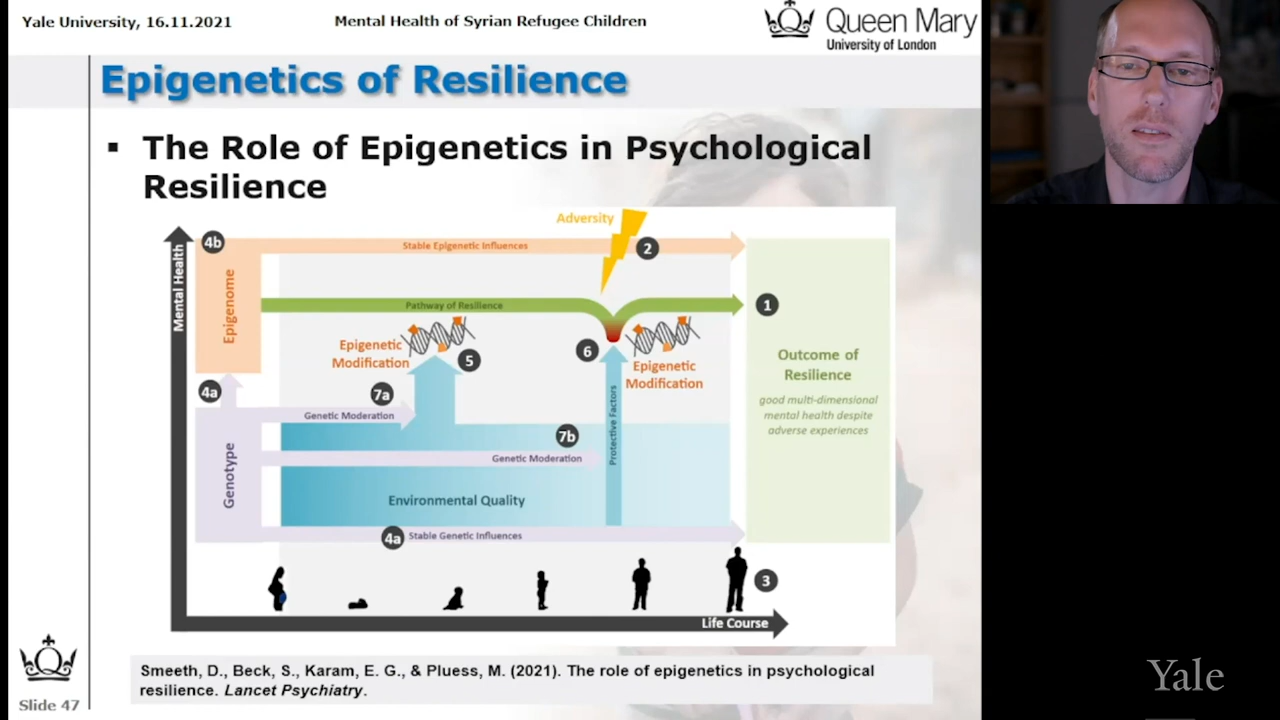 Yale University, 16.11.2021
Mental Health of Syrian Refugee Children
Queen Mary
University of London
Epigenetics of Resilience
▪ The Role of Epigenetics in Psychological
Resilience
Adversity
4b
Stable Epigenetic Influences
2
Mental Health
Epigenome
Pathway of Resilience
1
Epigenetic
Modification
5
6
Epigenetic
Modification
Outcome of
Resilience
good multi-dimensional
mental health despite
adverse experiences
4a
7a
Genetic Moderation
7b
Genetic Moderation
Protective Factors
Genotype
Environmental Quality
4a
Stable Genetic Influences
3
Life Course
Smeeth, D., Beck, S., Karam, E. G., & Pluess, M. (2021). The role of epigenetics in psychological
resilience. Lancet Psychiatry.
Slide 47
Yale